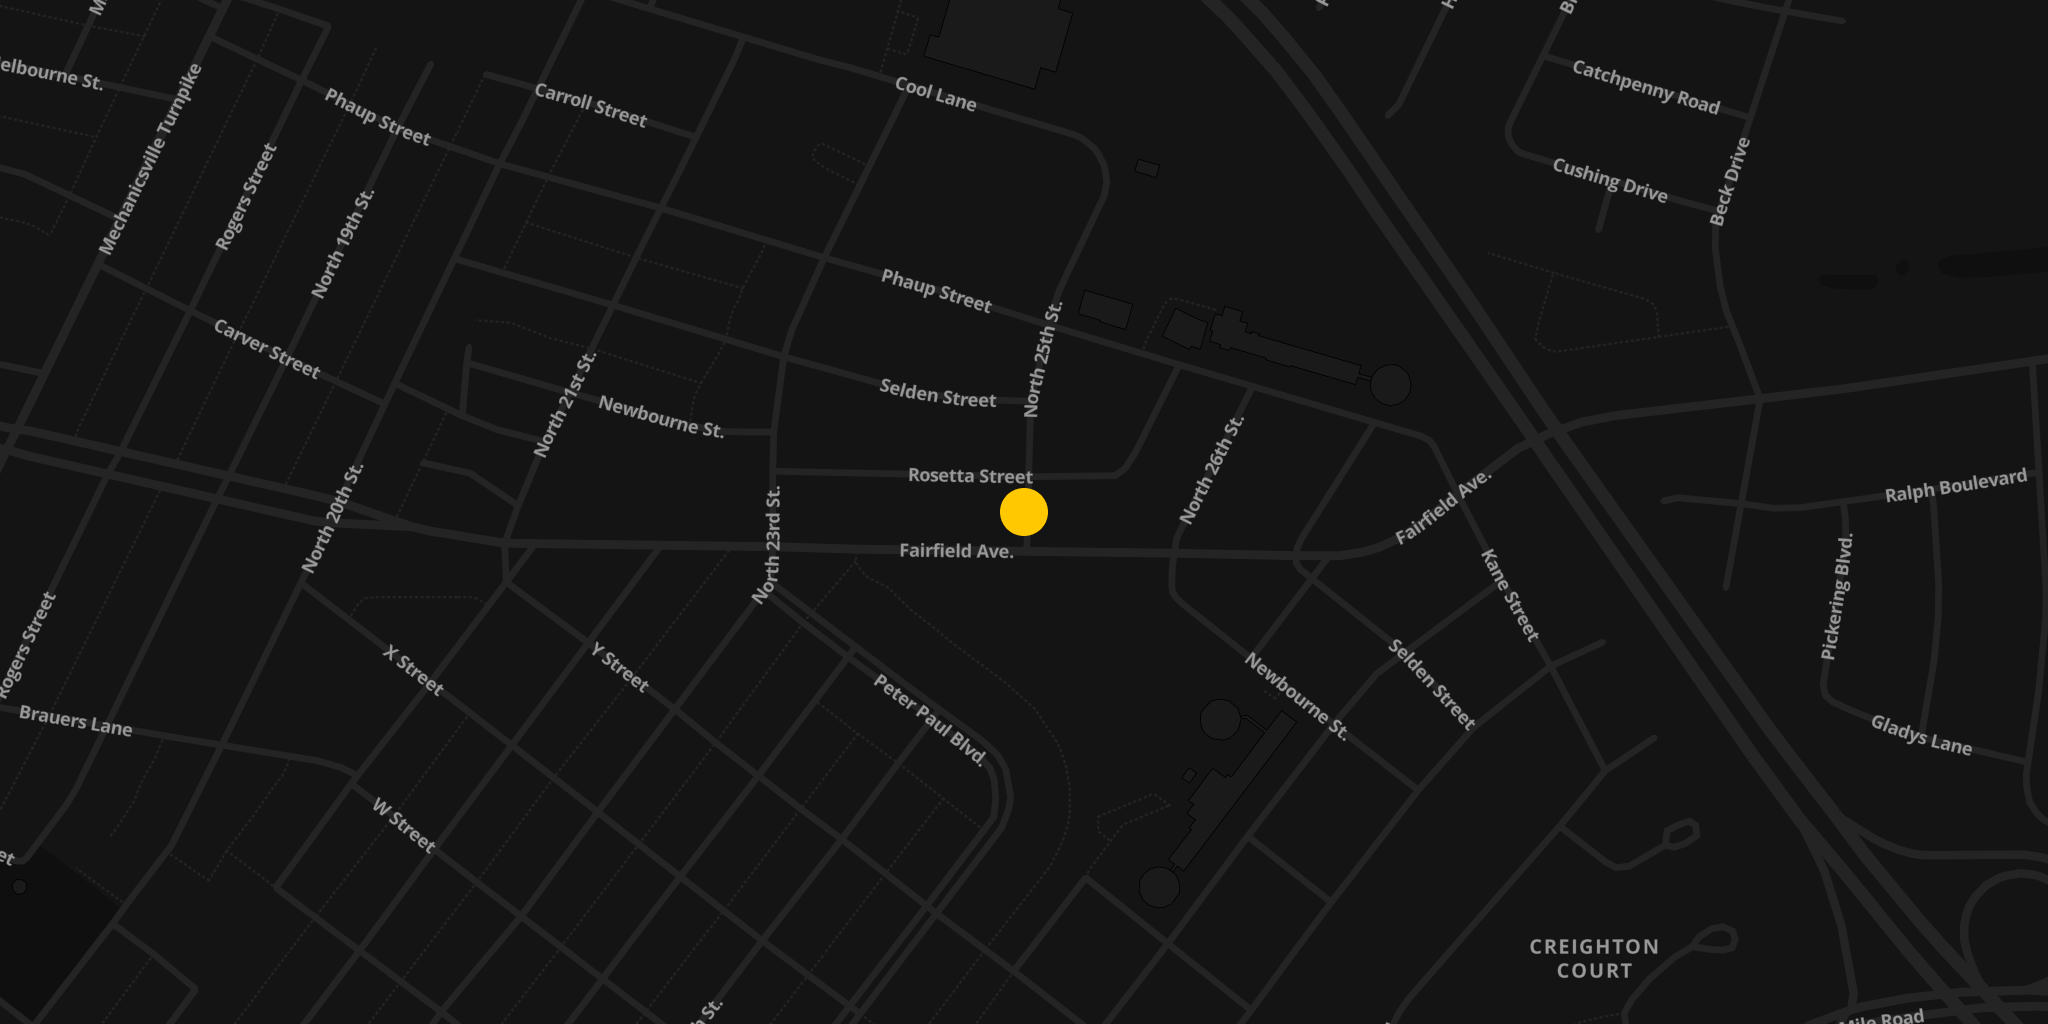 Catchpenny Road
elbourne St.
Cool Lane
Carroll Street
Phaup Street
Mechanicsville Turnpike
Cushing Drive
Beck Drive
Rogers Street
North 19th St.
Phaup Street
Carver Street
North 25th St.
Selden Street
North 21st St.
Newbourne St.
North 26th St.
Rosetta Street
Ralph Boulevard
Fairfield Ave.
North 20th St.
North 23rd St.
Fairfield Ave.
Kane Street
Pickering Blvd.
Rogers Street
X Street
Y Street
Selden Street
Newbourne St.
Peter Paul Blvd.
Brauers Lane
Gladys Lane
W Street
et
CREIGHTON
COURT
h St.
Mile Road